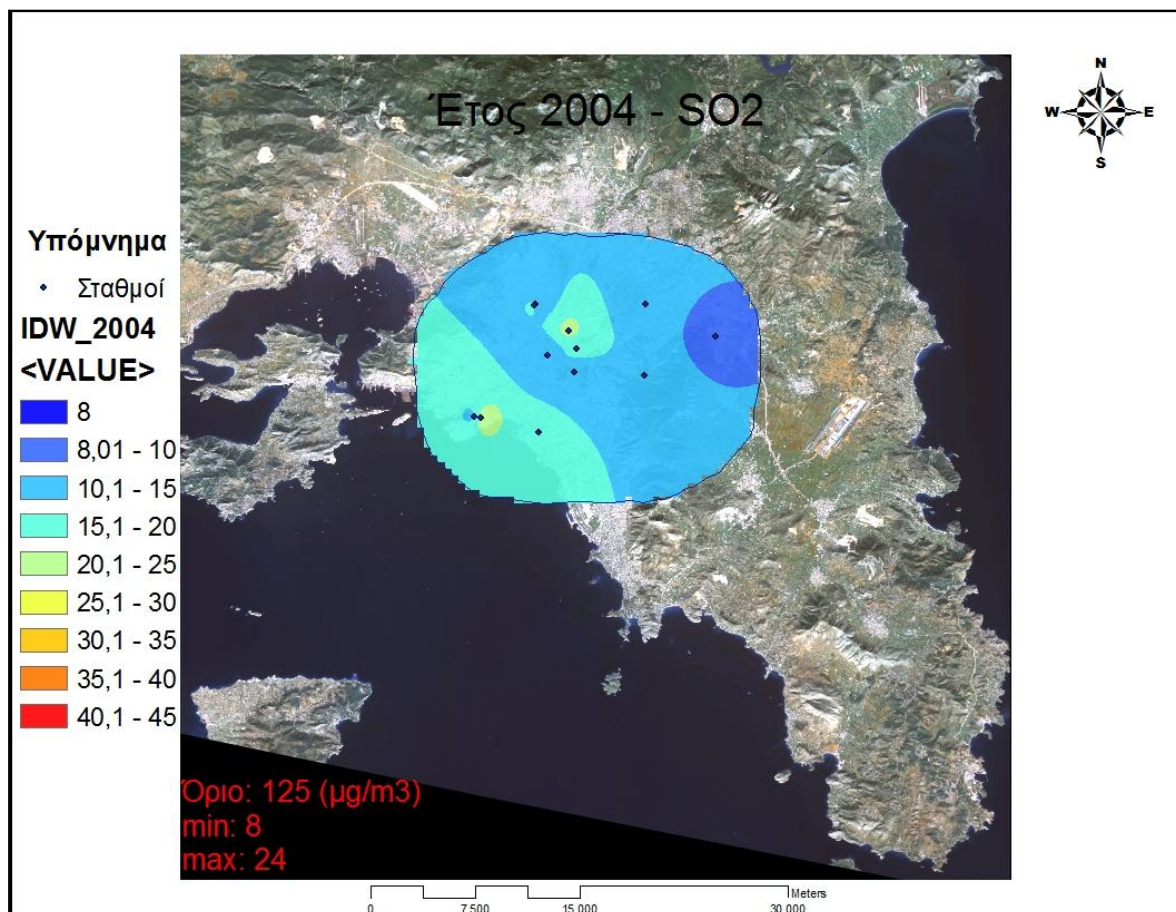 Έτος 2004 - SO2
N
W
E
S
Υπόμνημα
Σταθμοί
IDW_2004
<VALUE>
8
8,01 - 10
10,1 - 15
15,1 - 20
20,1 - 25
25,1 - 30
30,1 - 35
35,1 - 40
40,1 - 45
Όριο: 125 (μg/m3)
min: 8
max: 24
Meters
0 7 500 15 000 30 000